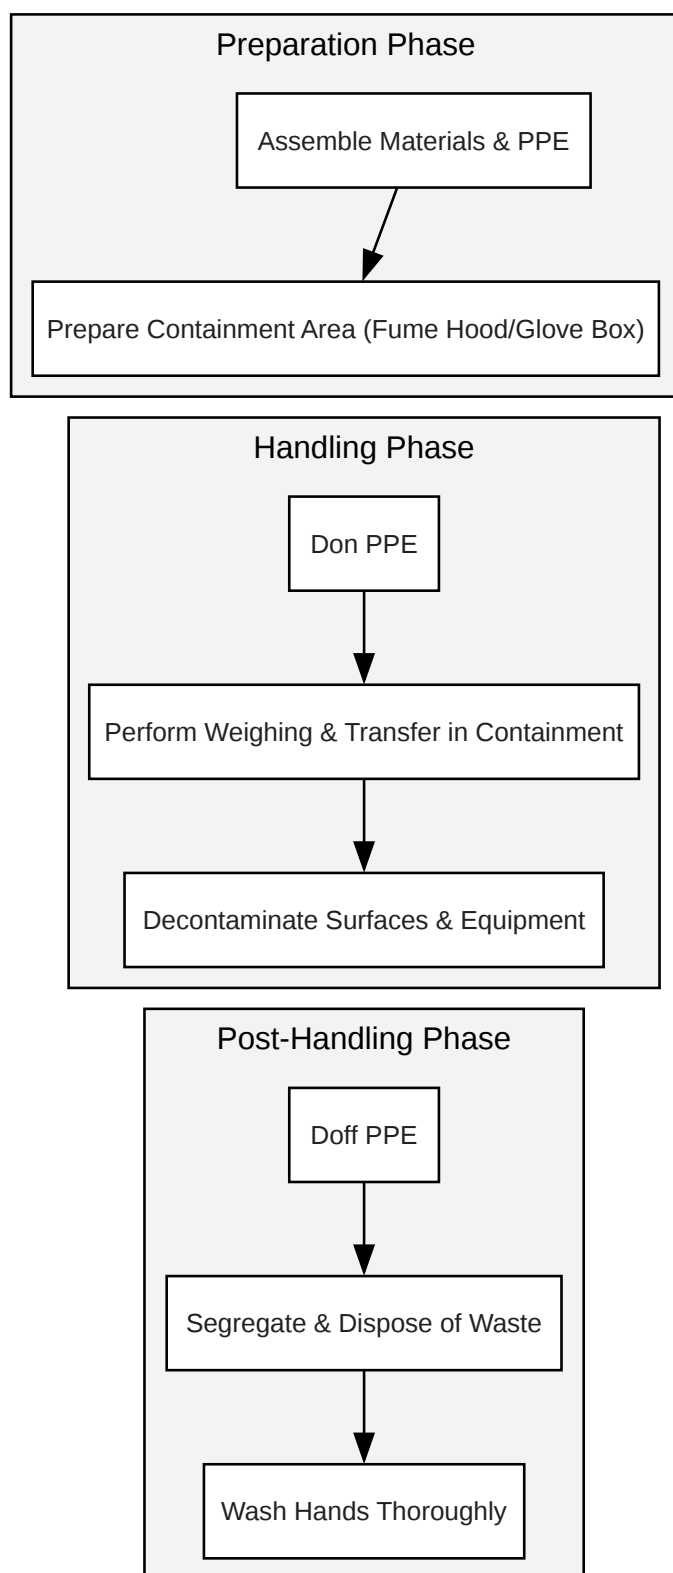 Preparation Phase
Assemble Materials & PPE
Prepare Containment Area (Fume Hood/Glove Box)
Handling Phase
Don PPE
Perform Weighing & Transfer in Containment
Decontaminate Surfaces & Equipment
Post-Handling Phase
Doff PPE
Segregate & Dispose of Waste
Wash Hands Thoroughly